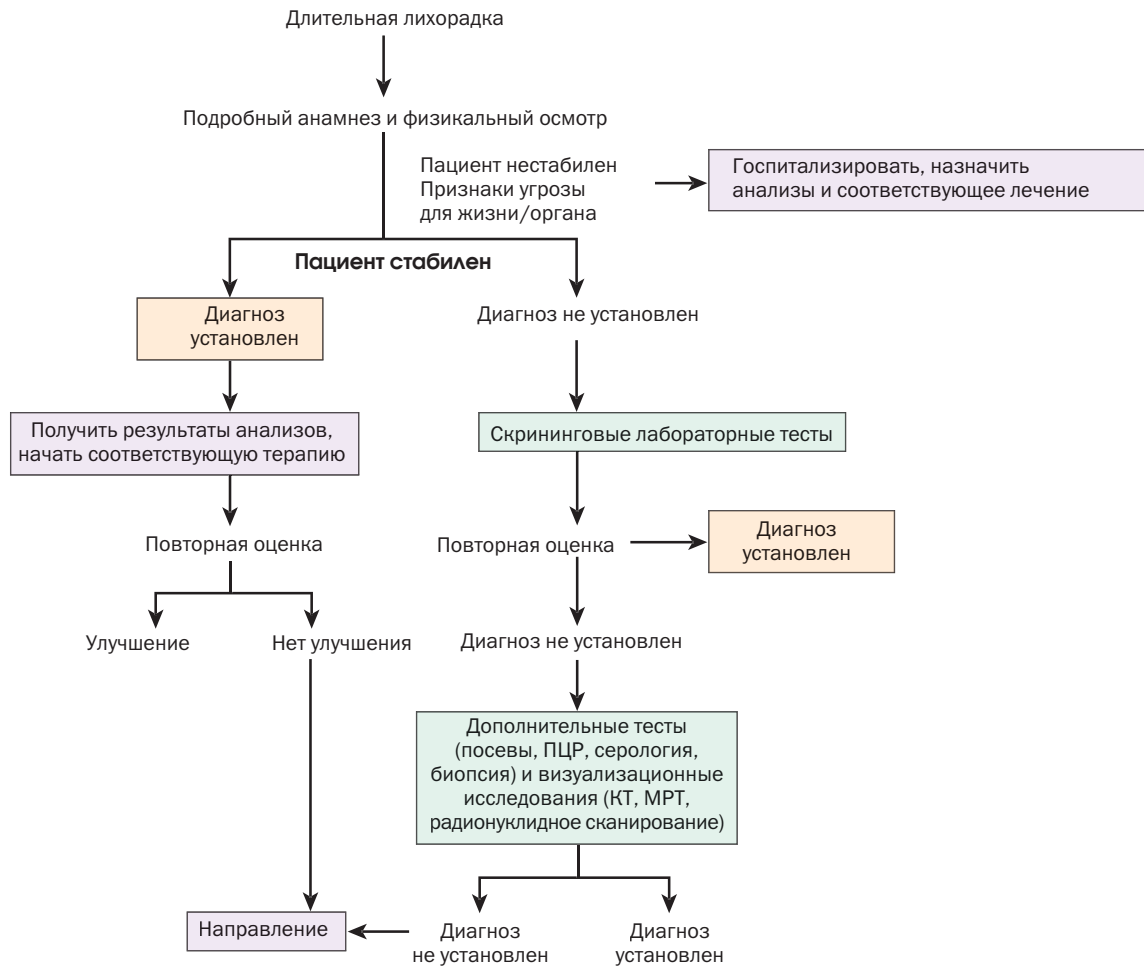 Длительная лихорадка
Подробный анамнез и физикальный осмотр
Пациент нестабилен
Признаки угрозы
для жизни/органа
Госпитализировать, назначить
анализы и соответствующее лечение
Пациент стабилен
Диагноз
установлен
Диагноз не установлен
Получить результаты анализов,
начать соответствующую терапию
Скрининговые лабораторные тесты
Повторная оценка
Повторная оценка
Диагноз
установлен
Улучшение
Нет улучшения
Диагноз не установлен
Дополнительные тесты
(посевы, ПЦР, серология,
биопсия) и визуализационные
исследования (КТ, МРТ,
радионуклидное сканирование)
Направление
Диагноз
не установлен
Диагноз
установлен